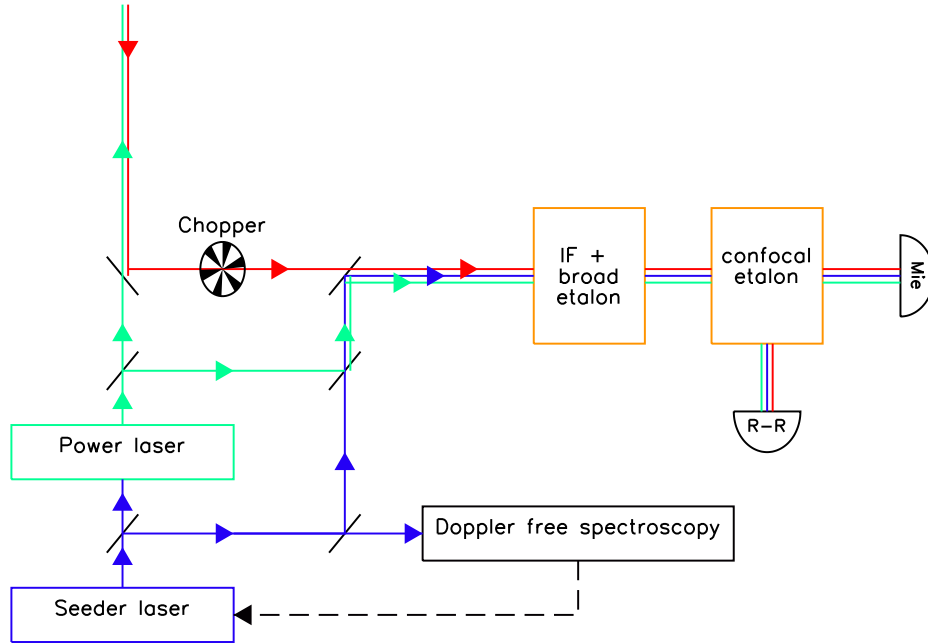 Chopper
IF +
broad
etalon
confocal
etalon
Mie
R-R
Power laser
Doppler free spectroscopy
Seeder laser